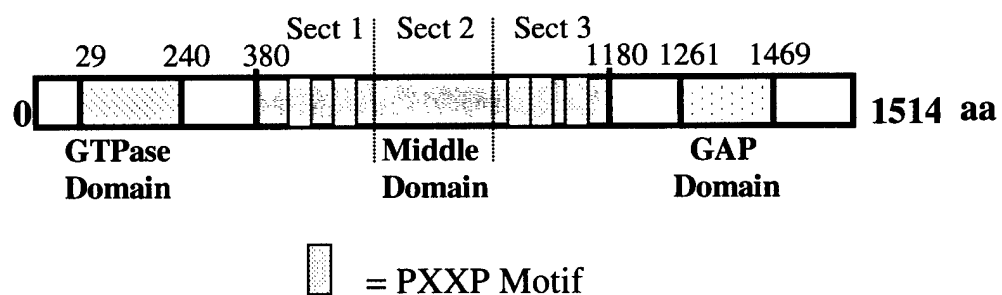 Sect 1 Sect 2 Sect 3
29 240 380 1180 1261 1469
0 1514 aa
GTPase Middle GAP
Domain Domain Domain
= PXXP Motif